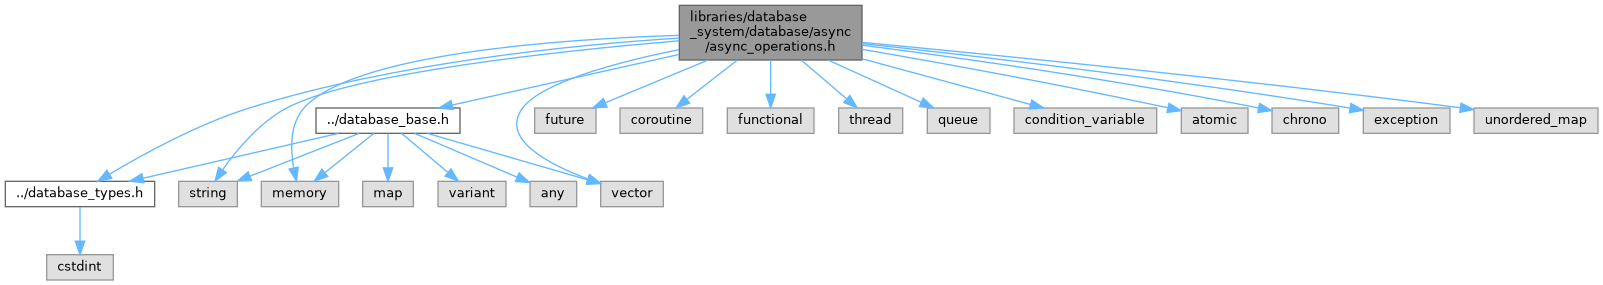 libraries/database
_system/database/async
/async_operations.h
../database_base.h
future
coroutine
functional
thread
queue
condition_variable
atomic
chrono
exception
unordered_map
../database_types.h
string
memory
map
variant
any
vector
cstdint